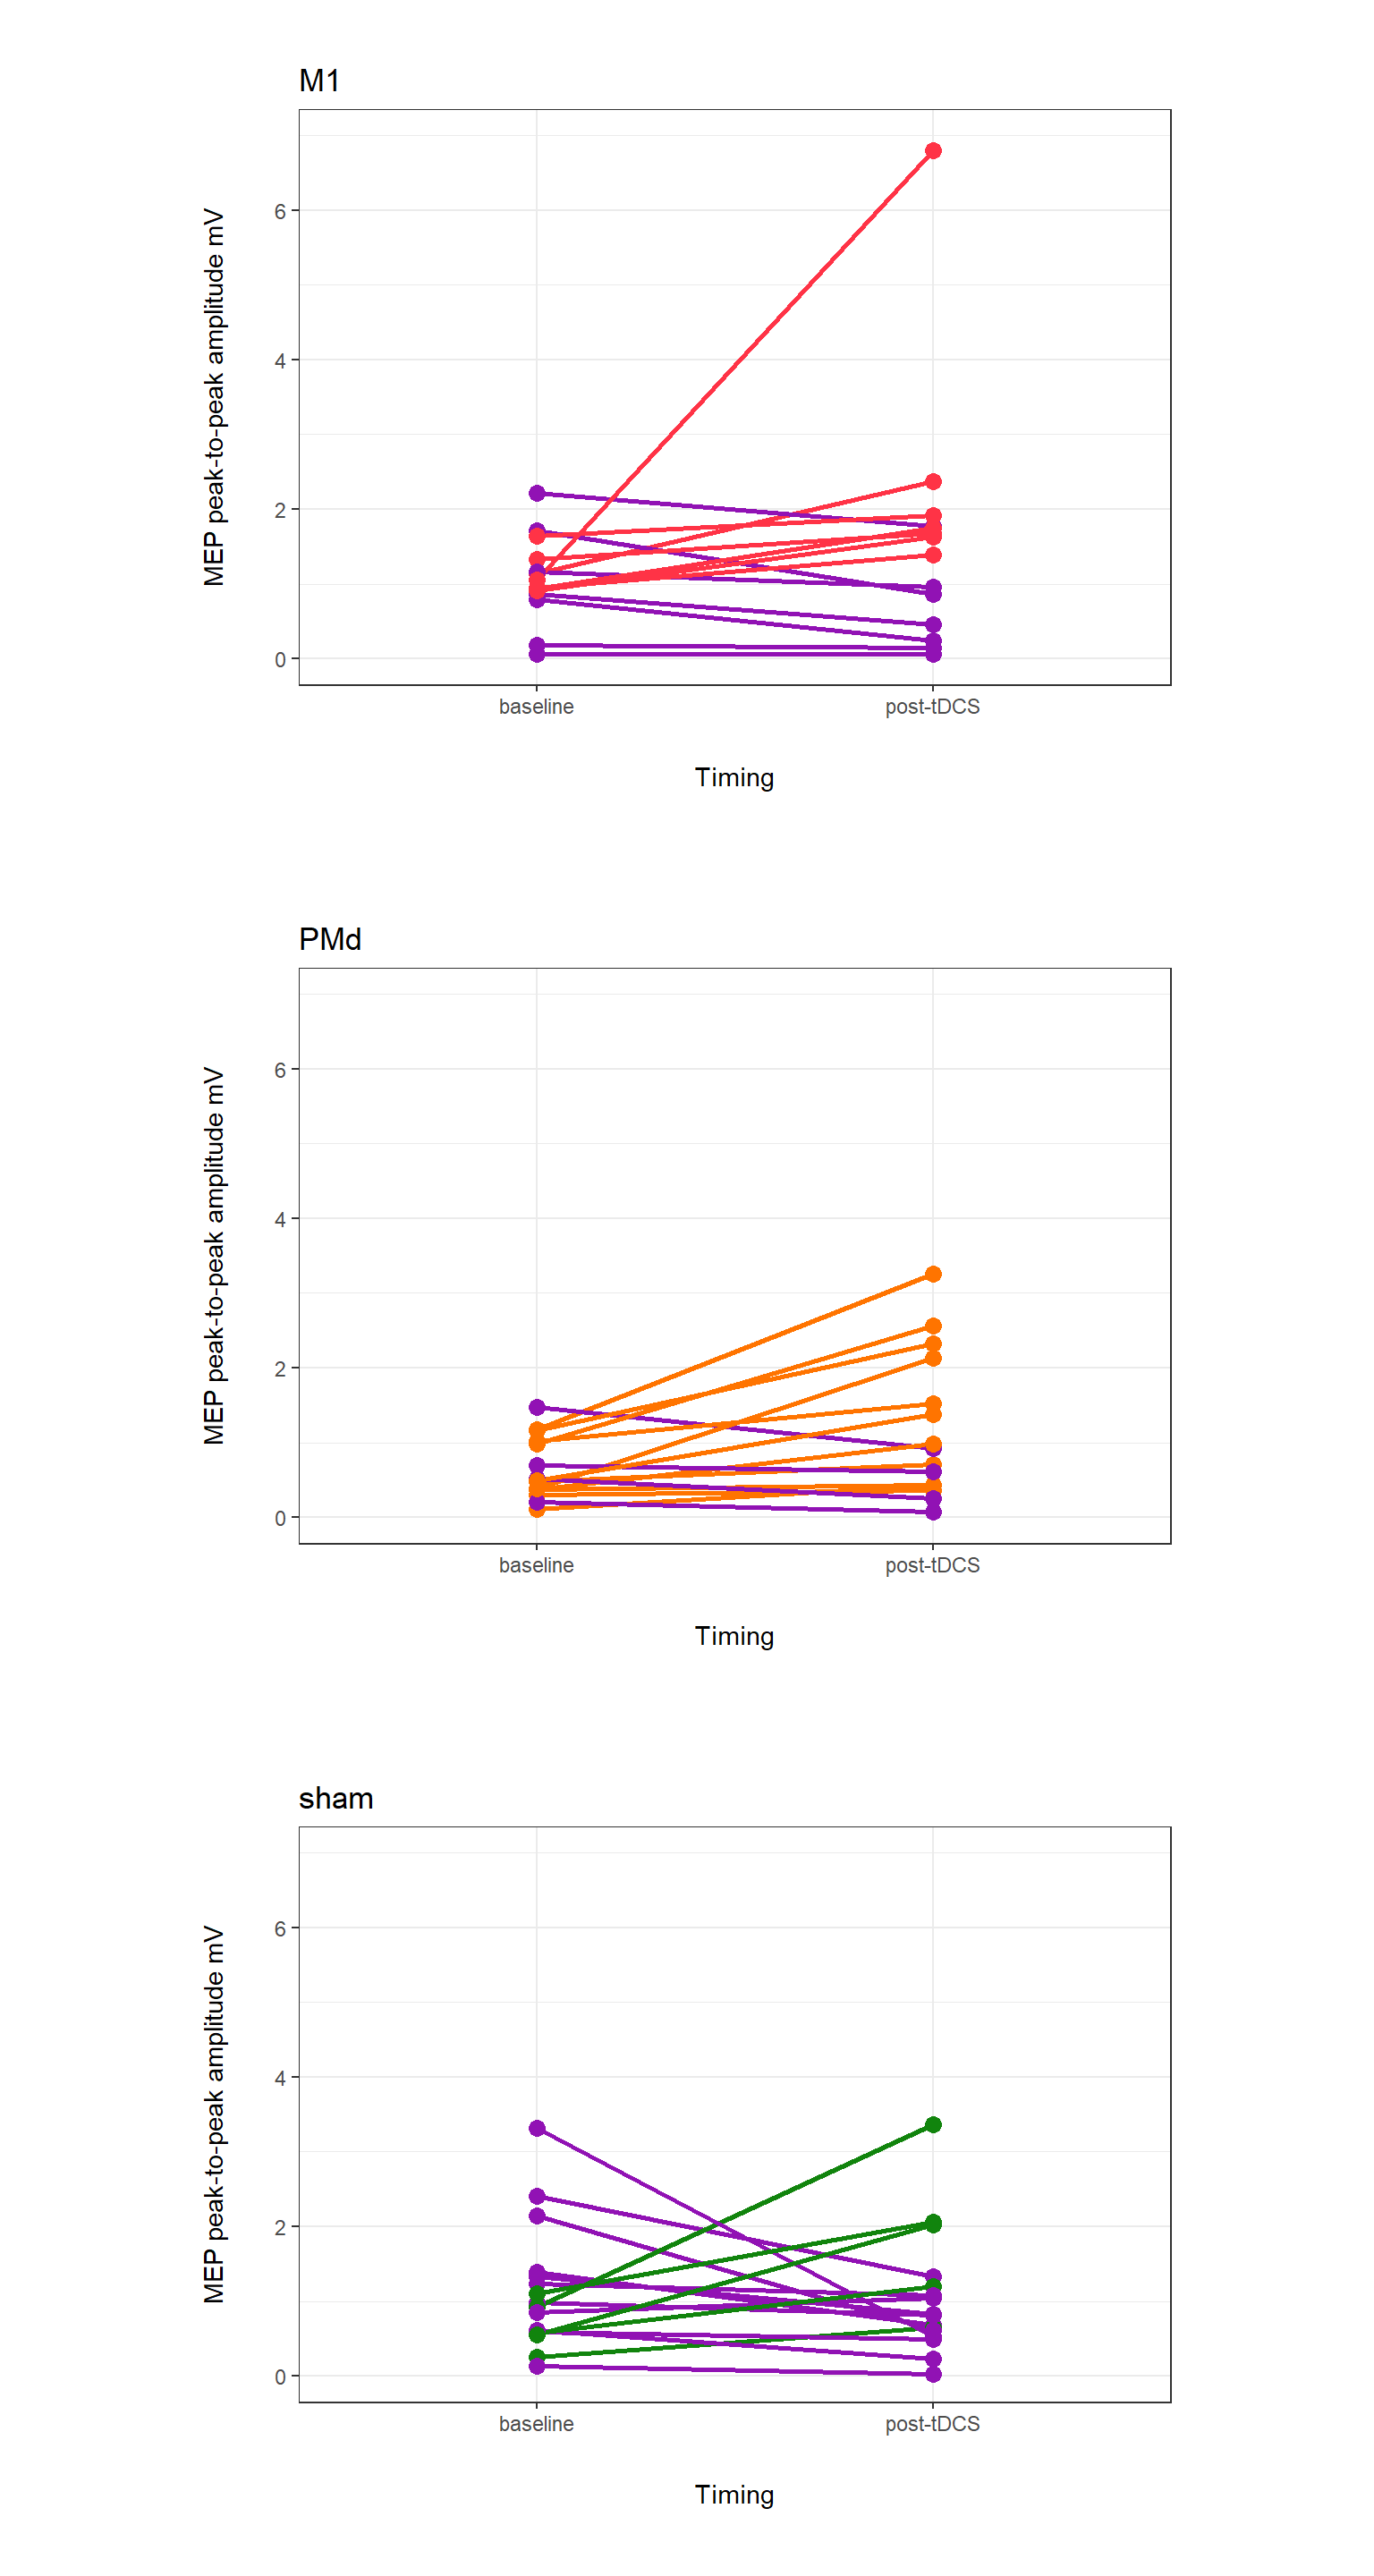 M1
MEP peak-to-peak amplitude mV
6
4
2
0
baseline post-tDCS
Timing
PMd
MEP peak-to-peak amplitude mV
6
4
2
0
baseline post-tDCS
Timing
sham
MEP peak-to-peak amplitude mV
6
4
2
0
baseline post-tDCS
Timing